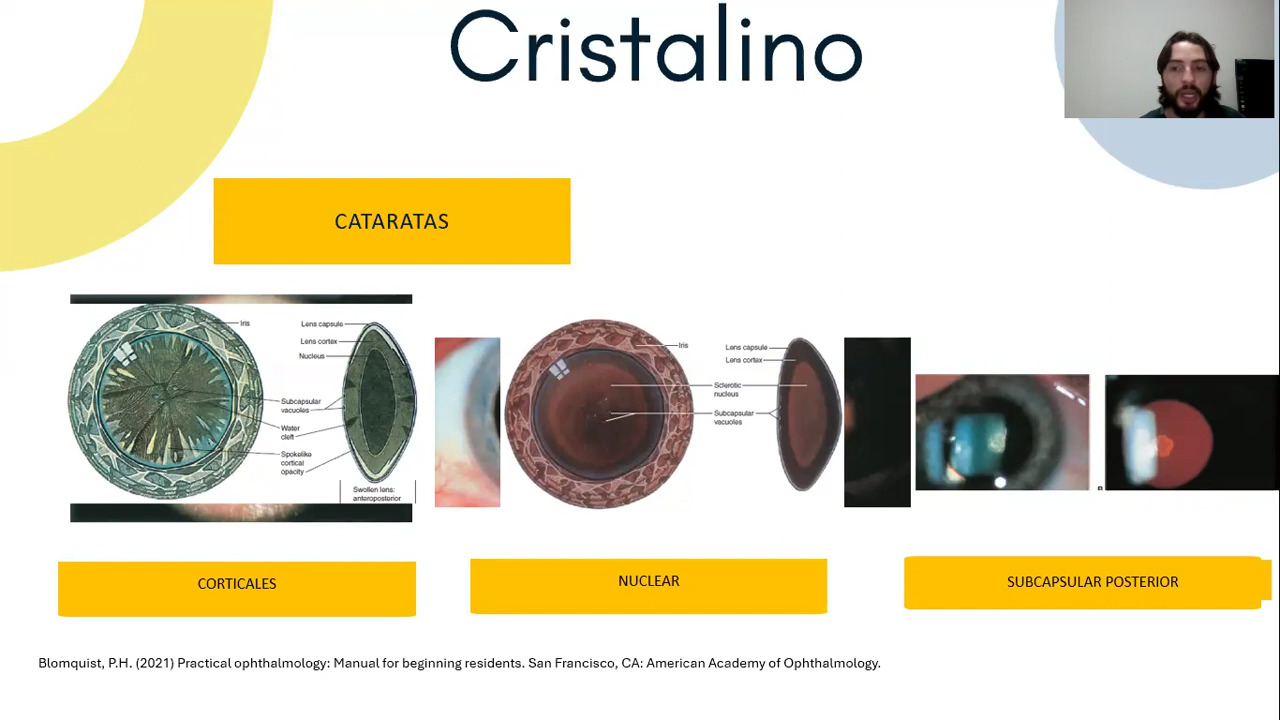 Cristalino
CATARATAS
Iris
Lens capsule
Lens cortex
Nucleus
Subcapsular
vacuoles
Water
cleft
Spokelike
cortical
opacity
Swollen lens:
anteroposterior
Iris
Lens capsule
Lens cortex
Sclerotic
nucleus
Subcapsular
vacuoles
B
CORTICALES
NUCLEAR
SUBCAPSULAR POSTERIOR
Blomquist, P.H. (2021) Practical ophthalmology: Manual for beginning residents. San Francisco, CA: American Academy of Ophthalmology.